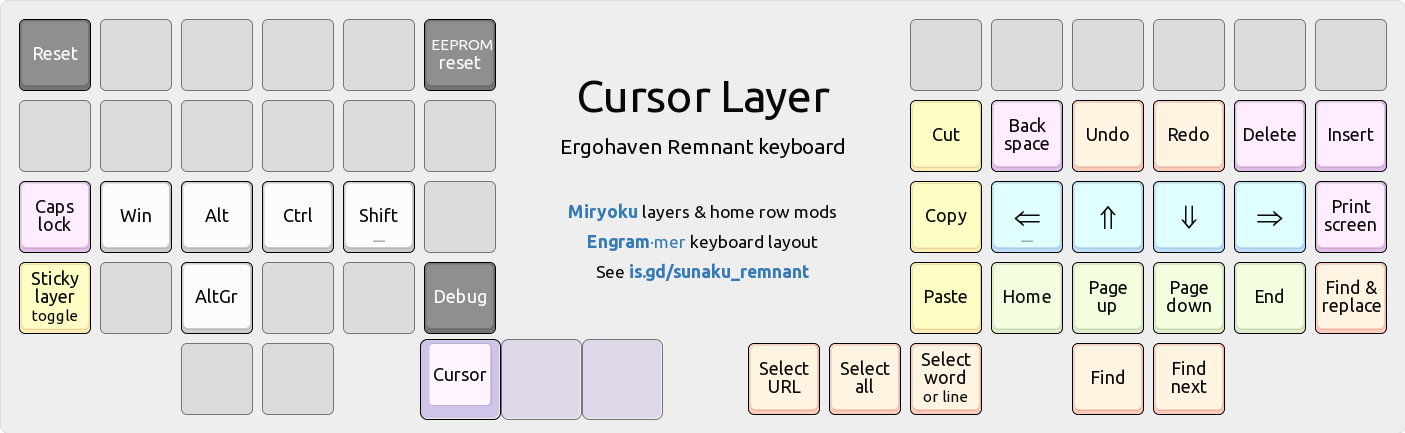 Reset
EEPROM
reset
Cursor Layer
Ergohaven Remnant keyboard
Cut
Back
space
Undo
Redo
Delete
Insert
Caps
lock
Win
Alt
Ctrl
Shift
_
Miryoku layers & home row mods
Engram·mer keyboard layout
See is.gd/sunaku_remnant
Copy
⇐
_
⇑
⇓
⇒
Print
screen
Sticky
layer
toggle
AltGr
Debug
Paste
Home
Page
up
Page
down
End
Find &
replace
Cursor
Select
URL
Select
all
Select
word
or line
Find
Find
next